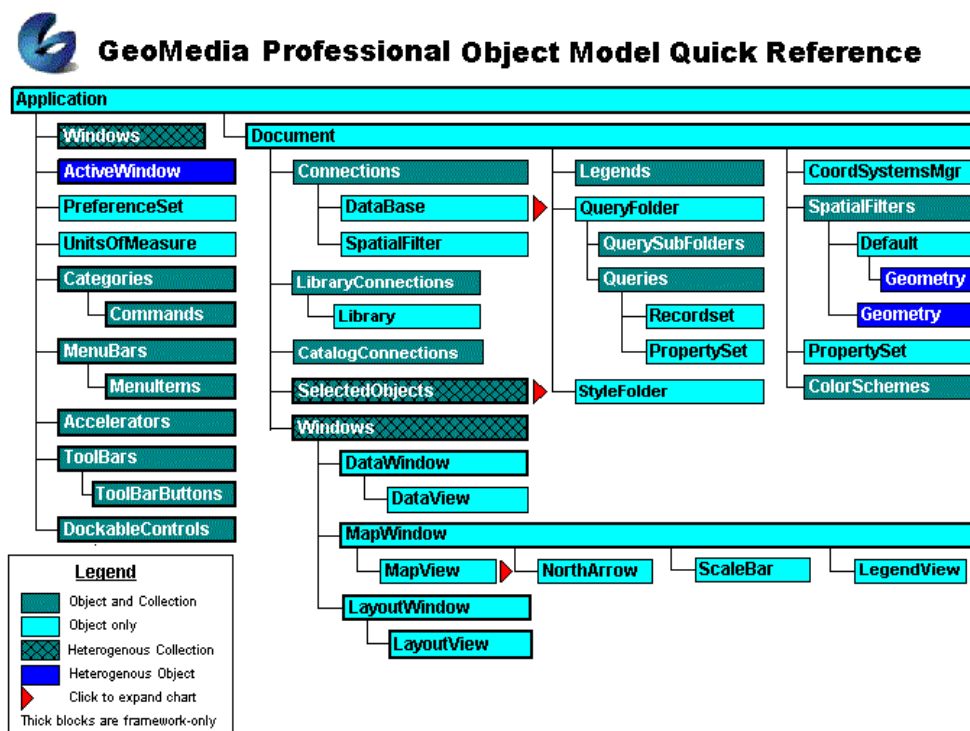 GeoMedia Professional Object Model Quick Reference
Application
Windows
ActiveWindow
PreferenceSet
UnitsOfMeasure
Categories
Commands
MenuBars
MenuItems
Accelerators
ToolBars
ToolBarButtons
DockableControls
Document
Connections
DataBase
SpatialFilter
LibraryConnections
Library
CatalogConnections
SelectedObjects
Windows
DataWindow
DataView
MapWindow
MapView
NorthArrow
ScaleBar
LegendView
LayoutWindow
LayoutView
Legends
QueryFolder
QuerySubFolders
Queries
Recordset
PropertySet
StyleFolder
CoordSystemsMgr
SpatialFilters
Default
Geometry
Geometry
PropertySet
ColorSchemes
Legend
Object and Collection
Object only
Heterogenous Collection
Heterogenous Object
Click to expand chart
Thick blocks are framework-only